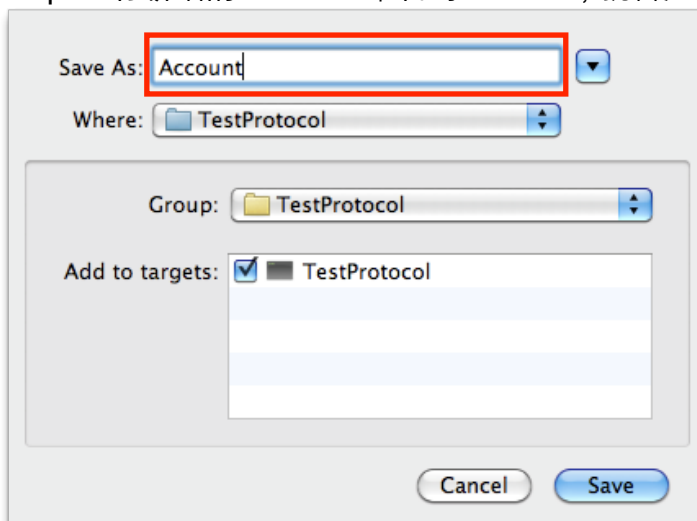 Save As: Account
Where: TestProtocol
Group: TestProtocol
Add to targets: TestProtocol
Cancel Save